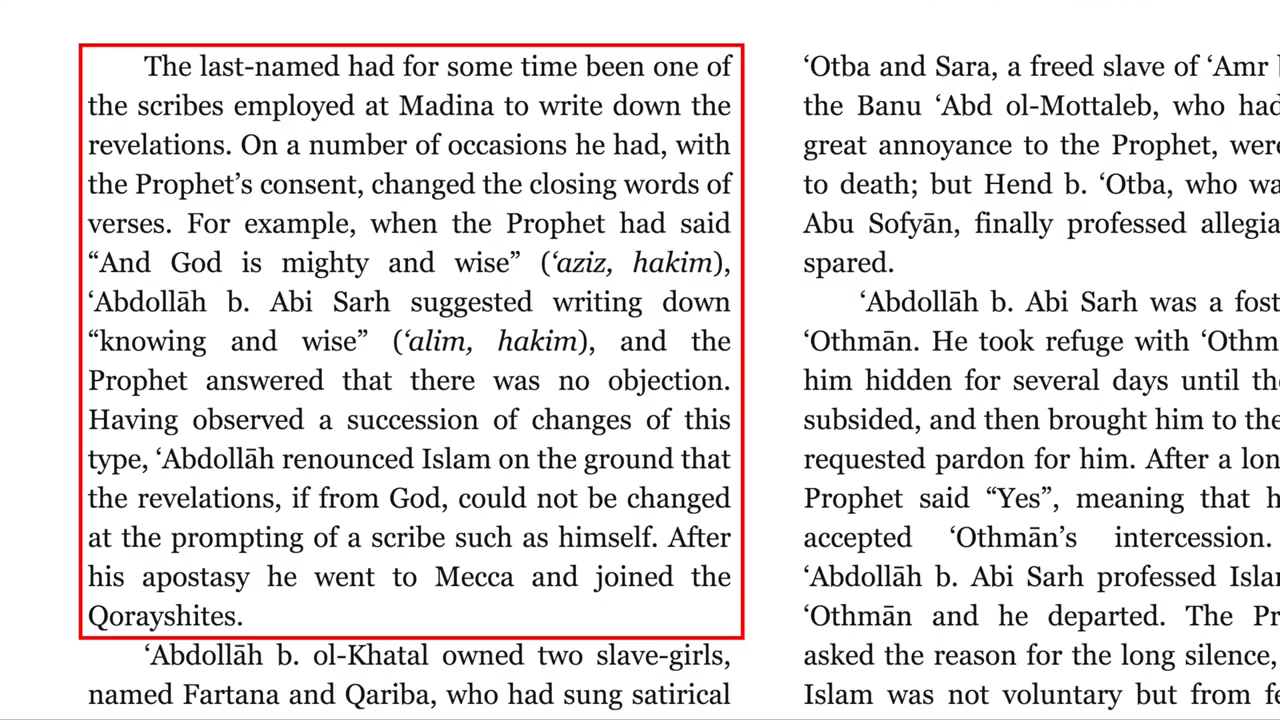 The last-named had for some time been one of
the scribes employed at Madina to write down the
revelations. On a number of occasions he had, with
the Prophet’s consent, changed the closing words of
verses. For example, when the Prophet had said
“And God is mighty and wise” (‘aziz, hakim),
‘Abdollāh b. Abi Sarh suggested writing down
“knowing and wise” (‘alim, hakim), and the
Prophet answered that there was no objection.
Having observed a succession of changes of this
type, ‘Abdollāh renounced Islam on the ground that
the revelations, if from God, could not be changed
at the prompting of a scribe such as himself. After
his apostasy he went to Mecca and joined the
Qorayshites.
‘Abdollāh b. ol-Khatal owned two slave-girls,
named Fartana and Qariba, who had sung satirical
‘Otba and Sara, a freed slave of ‘Amr
the Banu ‘Abd ol-Mottaleb, who had
great annoyance to the Prophet, were
to death; but Hend b. ‘Otba, who
Abu Sofyān, finally professed
spared.
‘Abdollāh b. Abi Sarh was a
‘Othmān. He took refuge with
him hidden for several days until
subsided, and then brought him to the
requested pardon for him. After a
Prophet said “Yes”, meaning that
accepted ‘Othmān’s intercession.
‘Abdollāh b. Abi Sarh professed
‘Othmān and he departed. The
asked the reason for the long silence,
Islam was not voluntary but from